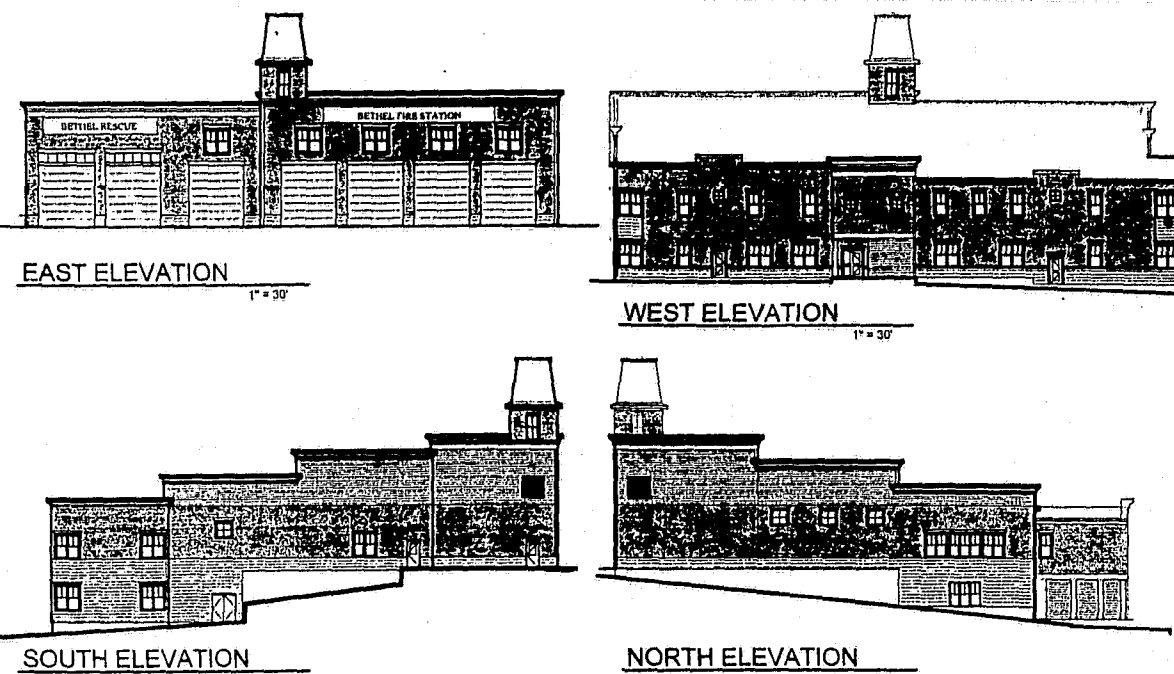 BETHEL RESCUE
BETHEL FIRE STATION
EAST ELEVATION
1" = 30'
WEST ELEVATION
1" = 30'
SOUTH ELEVATION
NORTH ELEVATION